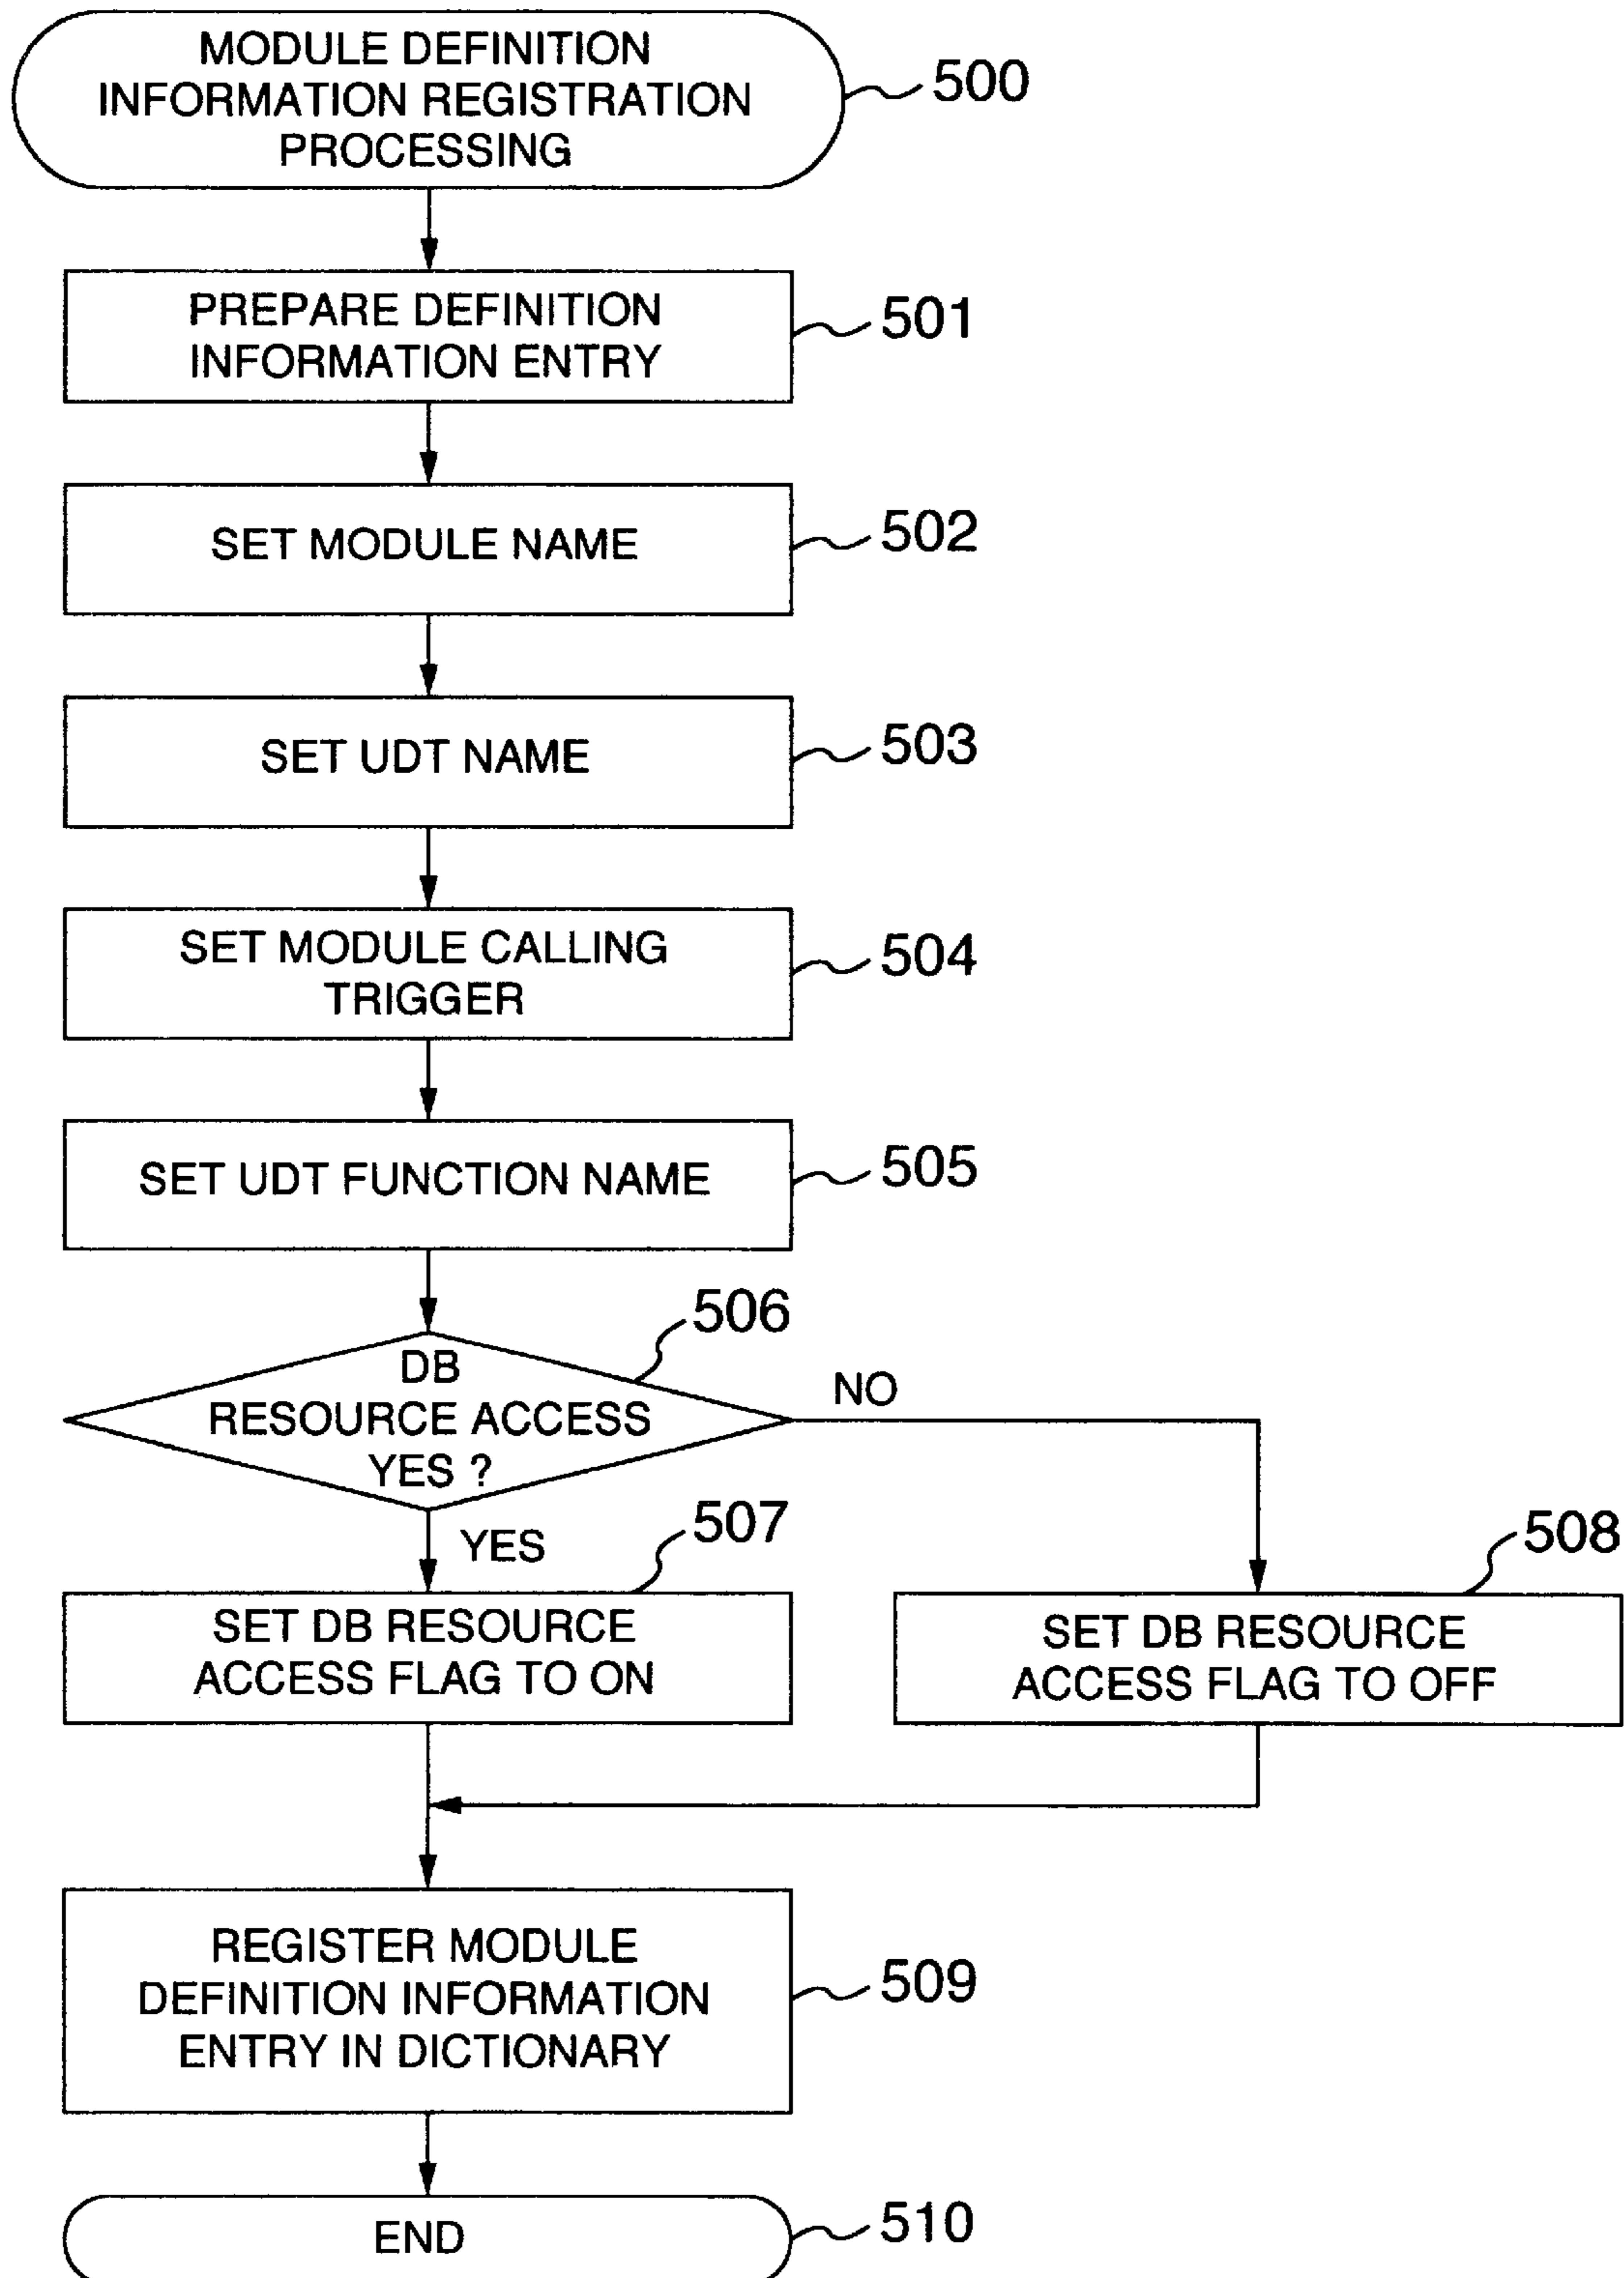 MODULE DEFINITION
INFORMATION REGISTRATION
PROCESSING
500
PREPARE DEFINITION
INFORMATION ENTRY
501
SET MODULE NAME
502
SET UDT NAME
503
SET MODULE CALLING
TRIGGER
504
SET UDT FUNCTION NAME
505
506
DB
RESOURCE ACCESS
YES ?
NO
YES
507
SET DB RESOURCE
ACCESS FLAG TO ON
508
SET DB RESOURCE
ACCESS FLAG TO OFF
REGISTER MODULE
DEFINITION INFORMATION
ENTRY IN DICTIONARY
509
END
510